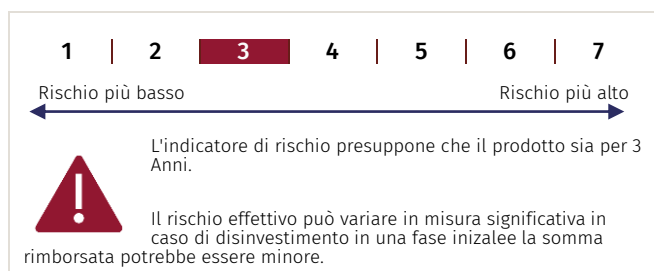 1 2 3 4 5 6 7
Rischio più basso Rischio più alto
L'indicatore di rischio presuppone che il prodotto sia per 3
Anni.
Il rischio effettivo può variare in misura significativa in
caso di disinvestimento in una fase inizalee la somma
rimborsata potrebbe essere minore.